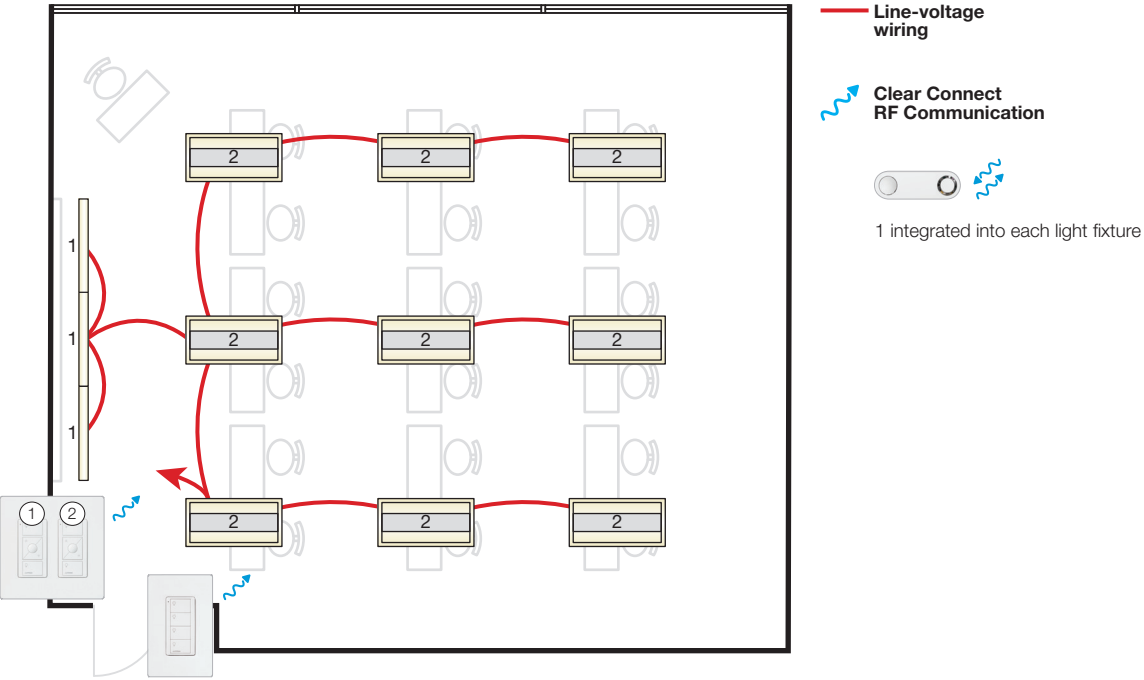 Line-voltage
wiring
Clear Connect
RF Communication
1 integrated into each light fixture
2 2 2
1
1 2 2 2
1
1 2
2 2 2